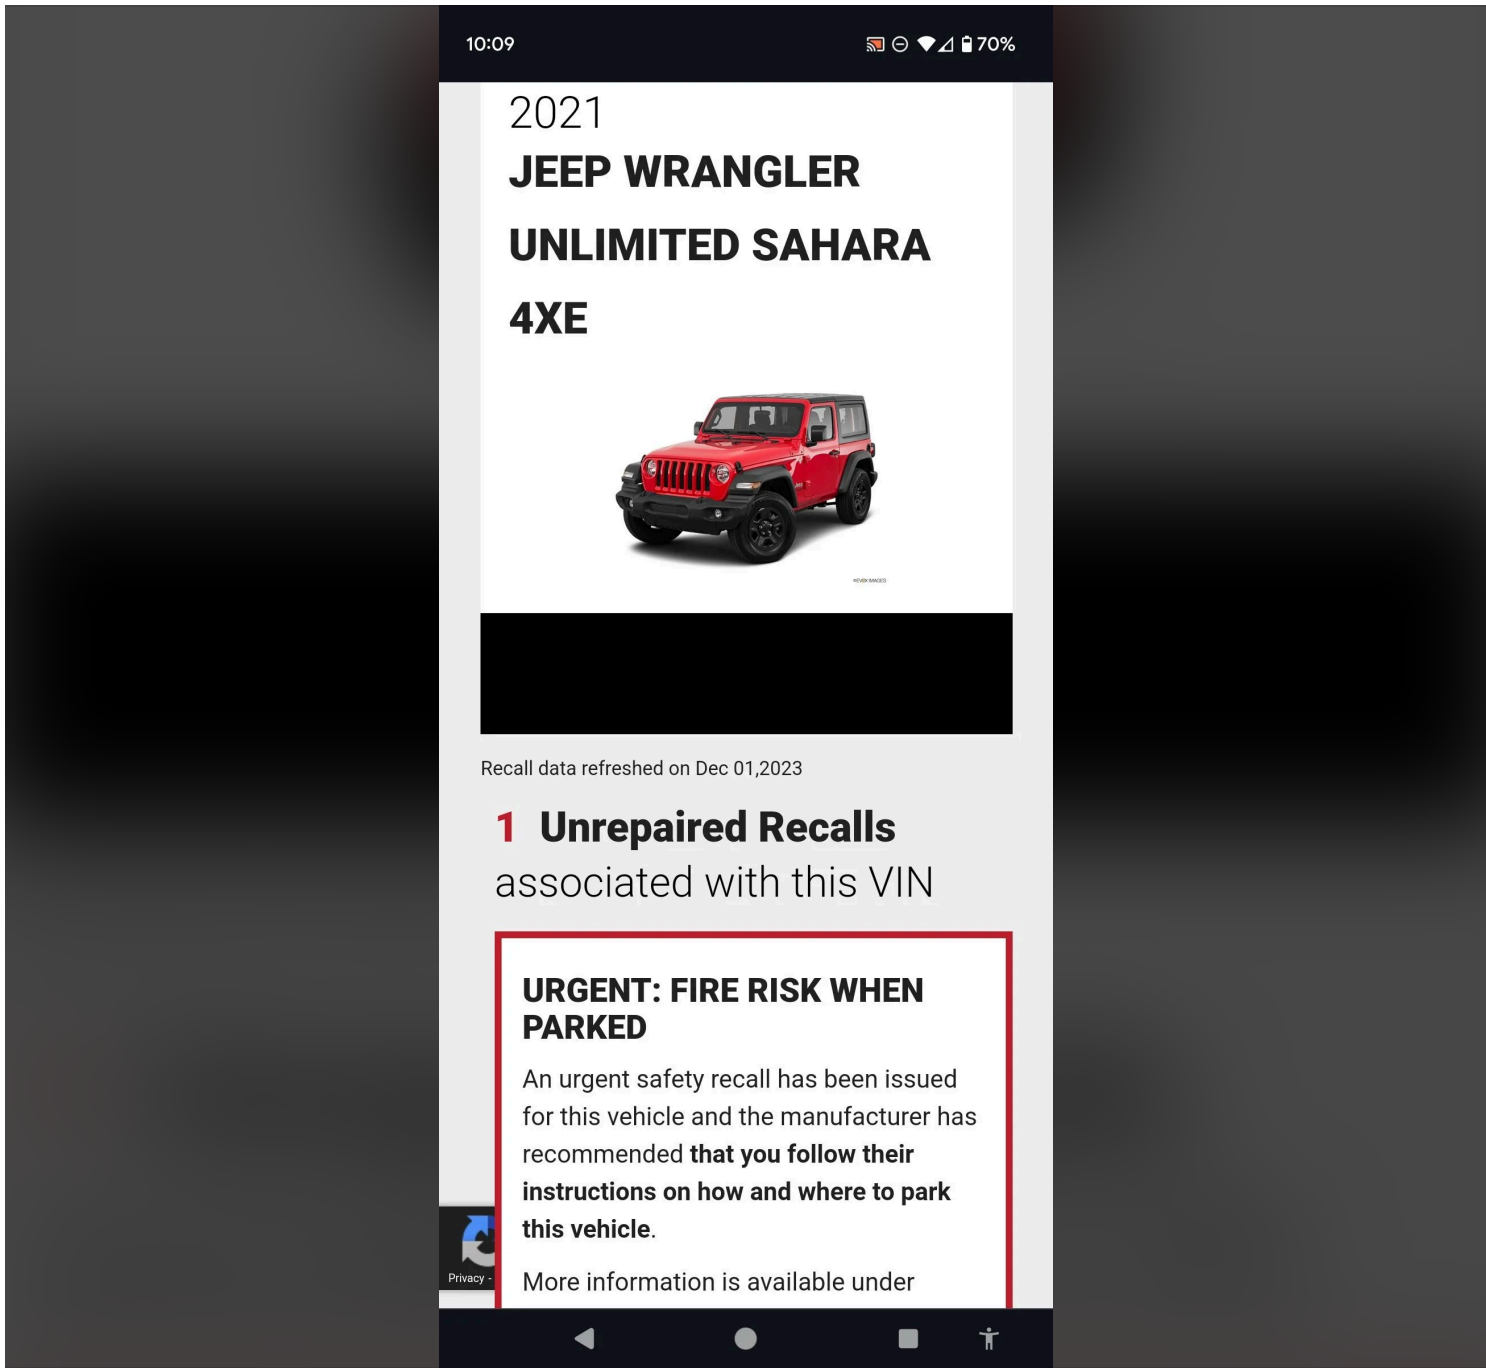 10:09
70%
2021
JEEP WRANGLER
UNLIMITED SAHARA
4XE
©EVOX IMAGES
Recall data refreshed on Dec 01,2023
1 Unrepaired Recalls
associated with this VIN
URGENT: FIRE RISK WHEN
PARKED
An urgent safety recall has been issued
for this vehicle and the manufacturer has
recommended that you follow their
instructions on how and where to park
this vehicle.
Privacy -
More information is available under